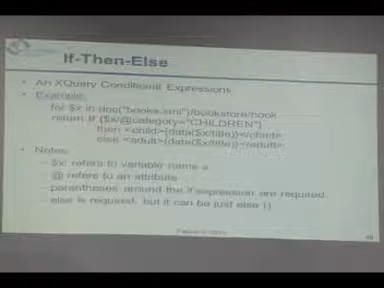 If-Then-Else
• An XQuery Conditional Expressions
• Example:
for $x in doc("books.xml")/bookstore/book
return if ($x/@category="CHILDREN")
then <child>{data($x/title)}</child>
else <adult>{data($x/title)}</adult>
• Notes:
– $x: refers to variable name x
– @ refers to an attribute
– parentheses around the if expression are required.
– else is required, but it can be just else ()